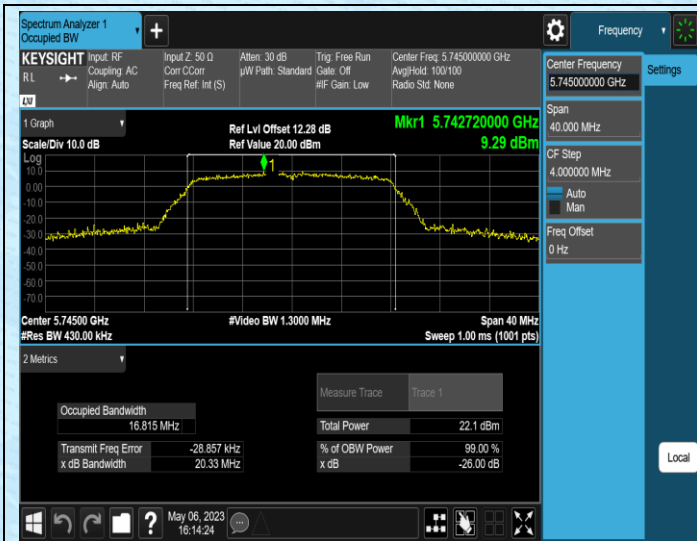 Spectrum Analyzer 1
Occupied BW
Frequency
KEYSIGHT
R L
LXI
Input: RF
Coupling: AC
Align: Auto
Input Z: 50 Ω
Corr CCorr
Freq Ref: Int (S)
Atten: 30 dB
µW Path: Standard
Trig: Free Run
Gate: Off
#IF Gain: Low
Center Freq: 5.745000000 GHz
Avg|Hold: 100/100
Radio Std: None
Center Frequency
5.745000000 GHz
Settings
Span
40.000 MHz
CF Step
4.000000 MHz
Auto
Man
Freq Offset
0 Hz
Local
1 Graph
Scale/Div 10.0 dB
Ref Lvl Offset 12.28 dB
Ref Value 20.00 dBm
Mkr1 5.742720000 GHz
9.29 dBm
Log
10.0
0.00
-10.0
-20.0
-30.0
-40.0
-50.0
-60.0
-70.0
1
Center 5.74500 GHz
#Res BW 430.00 kHz
#Video BW 1.3000 MHz
Span 40 MHz
Sweep 1.00 ms (1001 pts)
2 Metrics
Measure Trace
Trace 1
Occupied Bandwidth
16.815 MHz
Total Power
22.1 dBm
Transmit Freq Error
-28.857 kHz
% of OBW Power
99.00 %
x dB Bandwidth
20.33 MHz
x dB
-26.00 dB
?
May 06, 2023
16:14:24